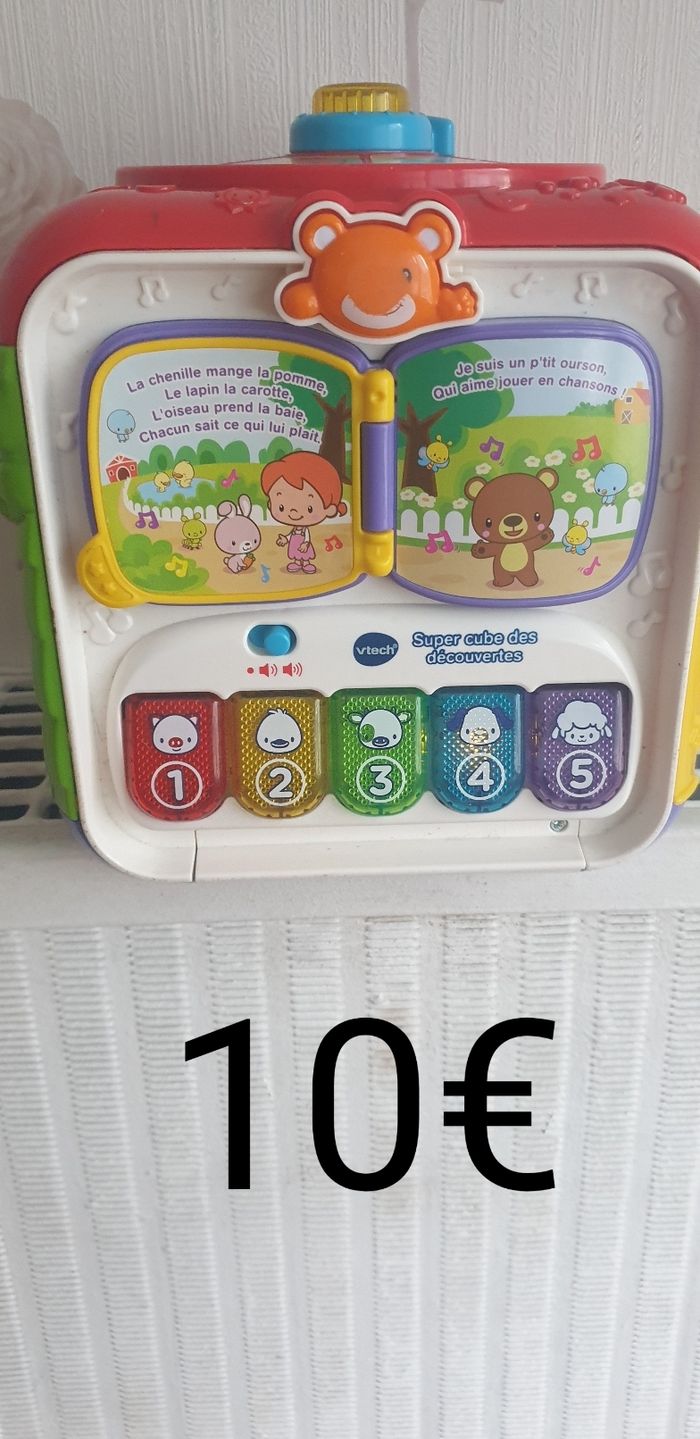 La chenille mange la pomme,
Le lapin la carotte,
L'oiseau prend la baie,
Chacun sait ce qui lui plait.
Je suis un p'tit ourson,
Qui aime jouer en chansons !
vtech®
Super cube des
découvertes
1 2 3 4 5
10€